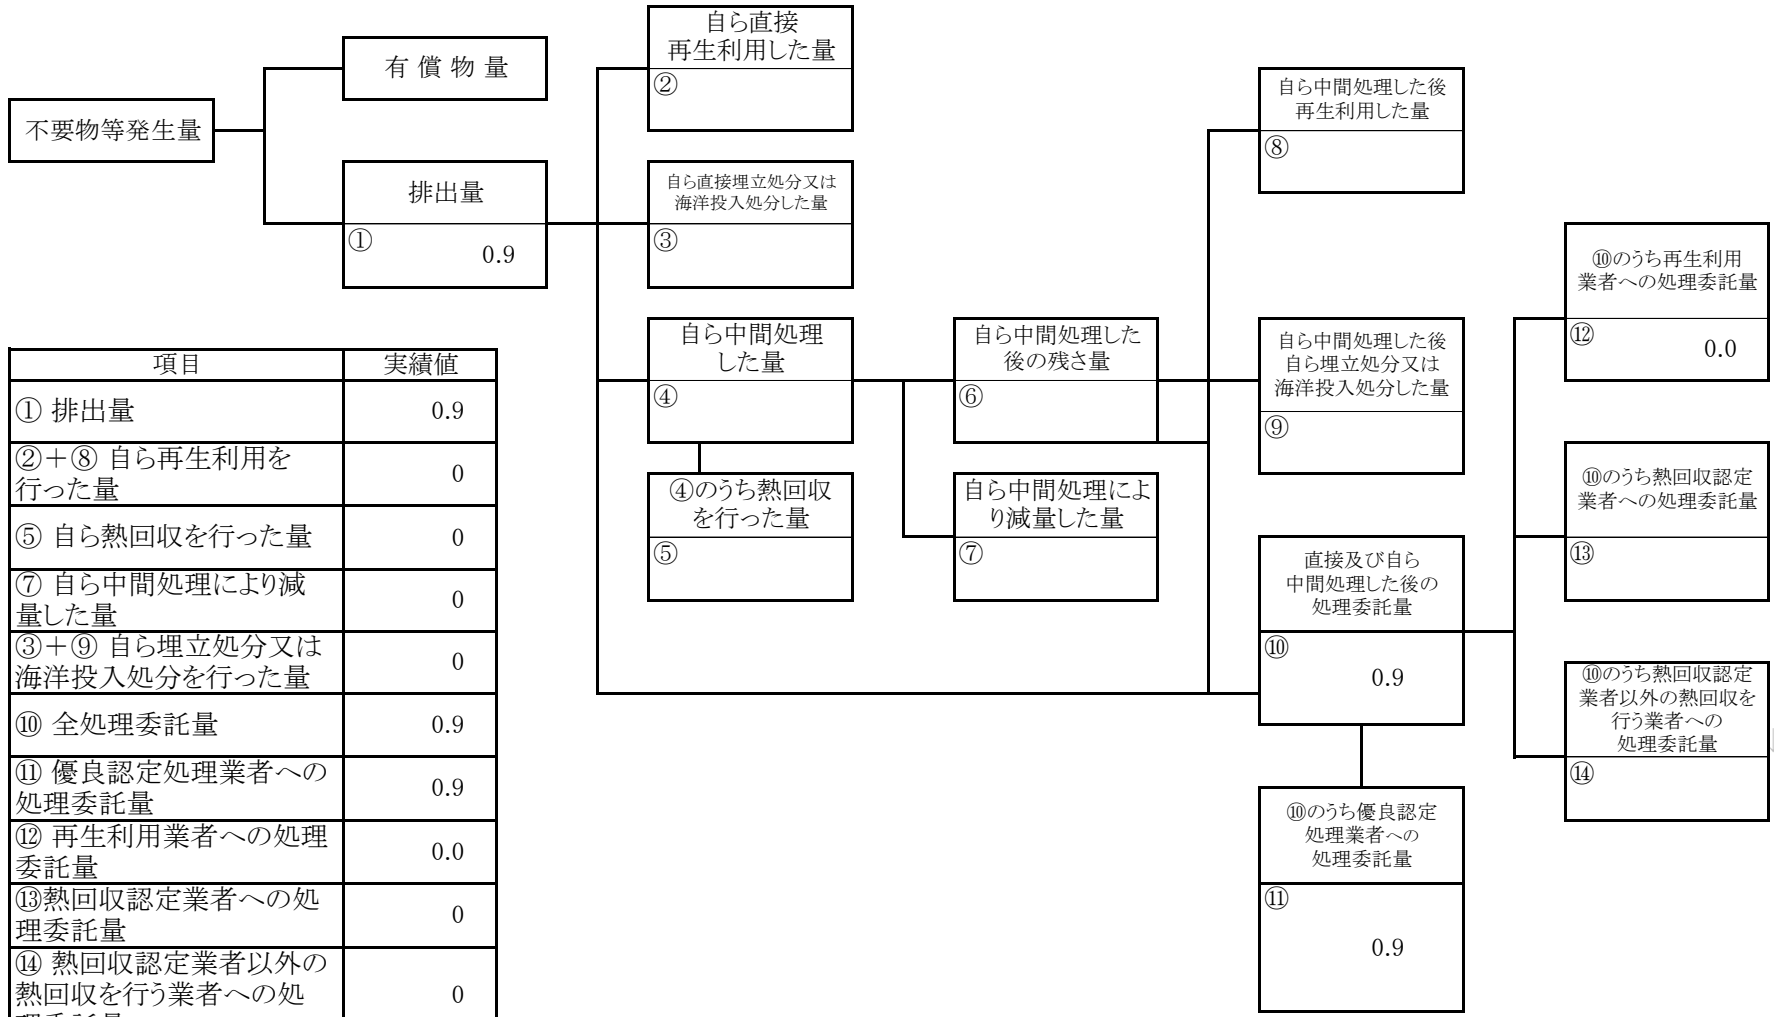 不要物等発生量
有 償 物 量
排出量
①
0.9
自ら直接
再生利用した量
②
自ら直接埋立処分又は
海洋投入処分した量
③
自ら中間処理
した量
④
④のうち熱回収
を行った量
⑤
自ら中間処理した
後の残さ量
⑥
自ら中間処理によ
り減量した量
⑦
自ら中間処理した後
再生利用した量
⑧
自ら中間処理した後
自ら埋立処分又は
海洋投入処分した量
⑨
直接及び自ら
中間処理した後の
処理委託量
⑩
0.9
⑩のうち優良認定
処理業者への
処理委託量
⑪
0.9
⑩のうち再生利用
業者への処理委託量
⑫
0.0
⑩のうち熱回収認定
業者への処理委託量
⑬
⑩のうち熱回収認定
業者以外の熱回収を
行う業者への
処理委託量
⑭
項目 実績値
① 排出量 0.9
②＋⑧ 自ら再生利用を
行った量 0
⑤ 自ら熱回収を行った量 0
⑦ 自ら中間処理により減
量した量 0
③＋⑨ 自ら埋立処分又は
海洋投入処分を行った量 0
⑩ 全処理委託量 0.9
⑪ 優良認定処理業者への
処理委託量 0.9
⑫ 再生利用業者への処理
委託量 0.0
⑬熱回収認定業者への処
理委託量 0
⑭ 熱回収認定業者以外の
熱回収を行う業者への処 0